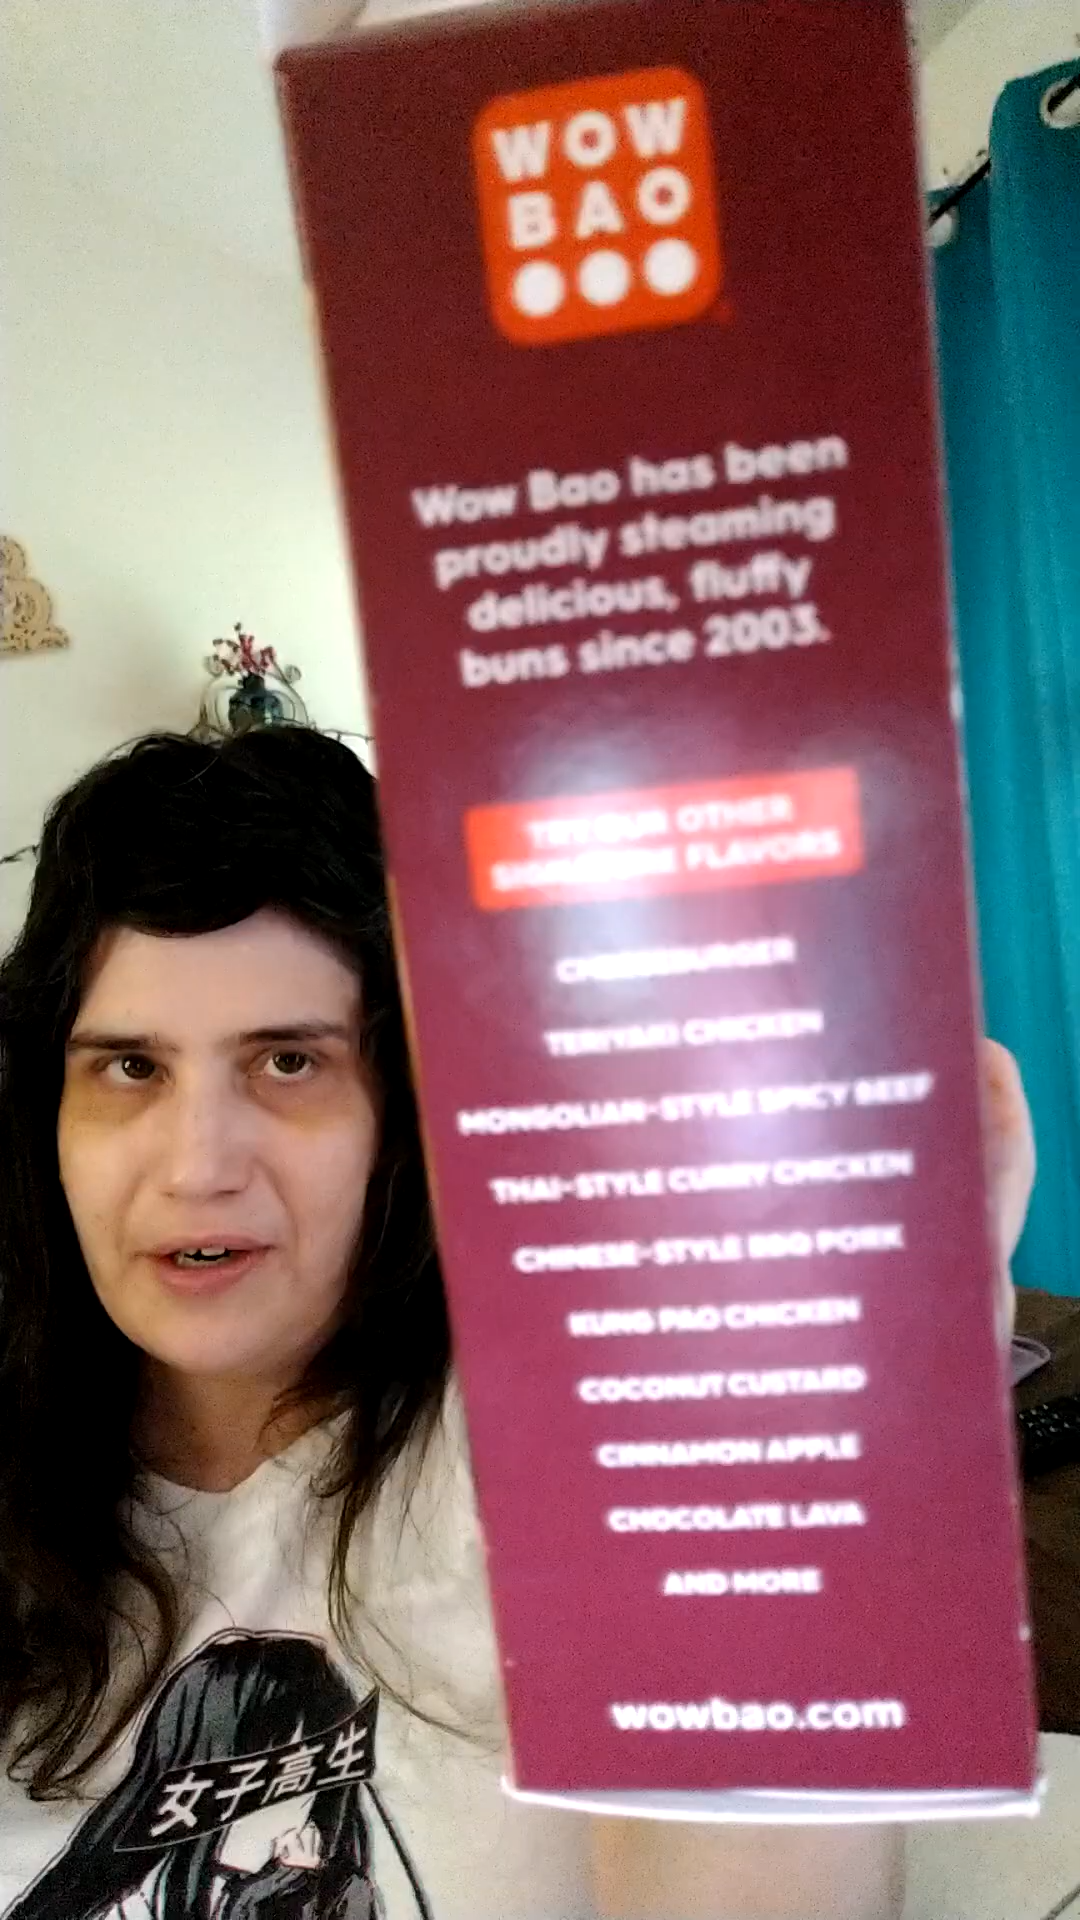 WOW
BAO
Wow Bao has been
proudly steaming
delicious, fluffy
buns since 2003.
TRY OUR OTHER
SIGNATURE FLAVORS
CHEESEBURGER
TERIYAKI CHICKEN
MONGOLIAN-STYLE SPICY BEEF
THAI-STYLE CURRY CHICKEN
CHINESE-STYLE BBQ PORK
KUNG PAO CHICKEN
COCONUT CUSTARD
CINNAMON APPLE
CHOCOLATE LAVA
AND MORE
wowbao.com
女子高生